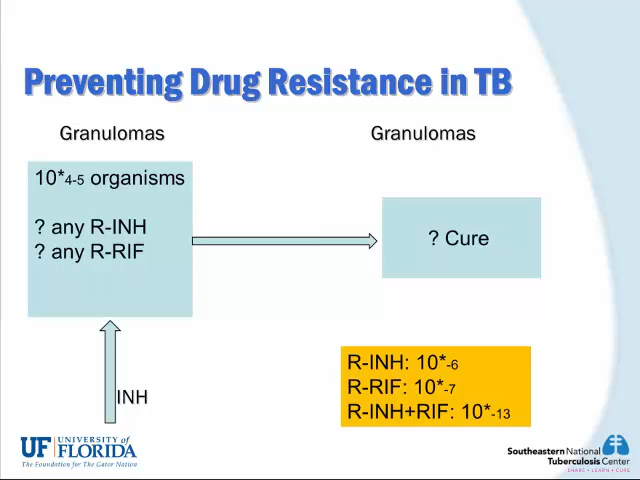 Preventing Drug Resistance in TB
Granulomas
Granulomas
10*4-5 organisms
? any R-INH
? any R-RIF
? Cure
INH
R-INH: 10*-6
R-RIF: 10*-7
R-INH+RIF: 10*-13
UF UNIVERSITY of
FLORIDA
The Foundation for The Gator Nation
Southeastern National
Tuberculosis Center
SHARE • LEARN • CURE